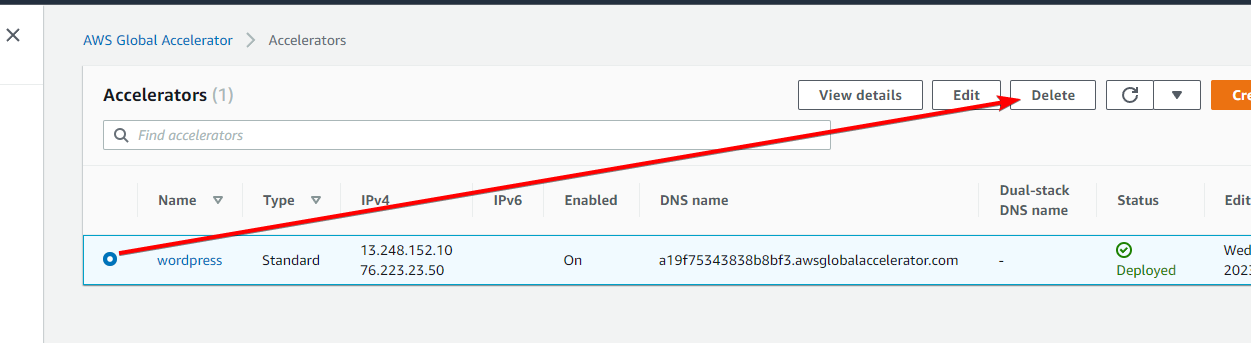 AWS Global Accelerator > Accelerators
Accelerators (1)
View details
Edit
Delete
Cre
Find accelerators
Name Type IPv4 IPv6 Enabled DNS name Dual-stack DNS name Status Edit
wordpress Standard 13.248.152.10 76.223.23.50 On a19f75343838b8bf3.awsglobalaccelerator.com - Deployed Wed 2023